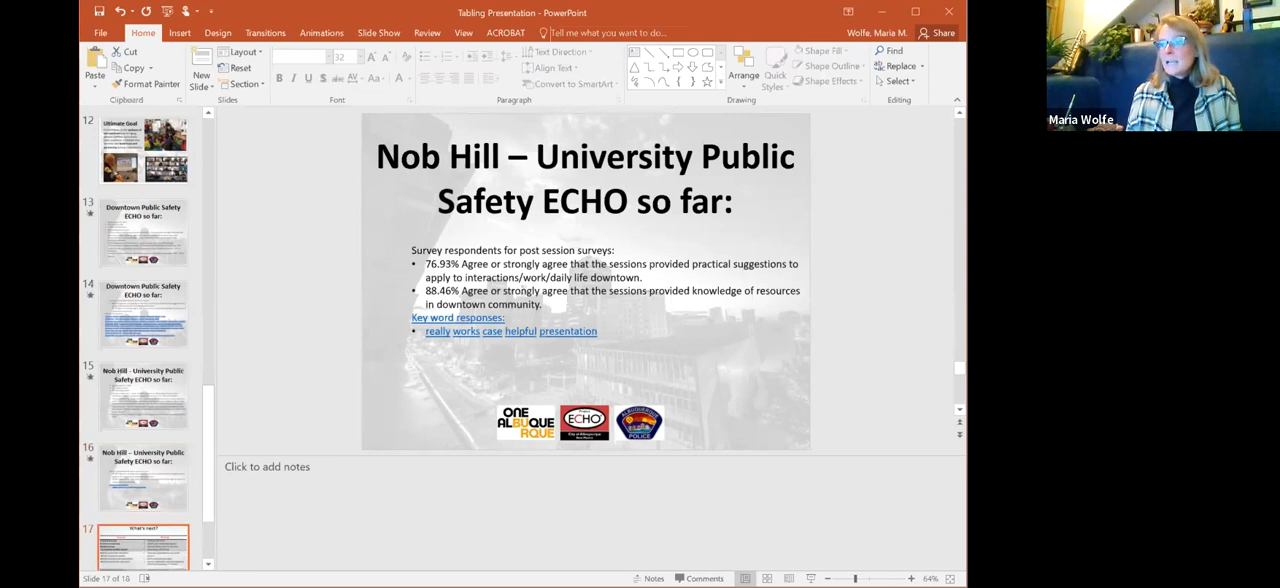 Tabling Presentation - PowerPoint
File Home Insert Design Transitions Animations Slide Show Review View ACROBAT Tell me what you want to do... Wolfe, Maria M. Share
Paste
Cut
Copy
Format Painter
Clipboard
New Slide
Layout
Reset
Section
Slides
32
Font
Text Direction
Align Text
Convert to SmartArt
Paragraph
Arrange
Quick Styles
Shape Fill
Shape Outline
Shape Effects
Drawing
Find
Replace
Select
Editing
12
Ultimate Goal
13
Downtown Public Safety
ECHO so far:
14
Downtown Public Safety
ECHO so far:
15
Nob Hill - University Public
Safety ECHO so far:
16
Nob Hill – University Public
Safety ECHO so far:
17
What's next?
Nob Hill – University Public
Safety ECHO so far:
Survey respondents for post session surveys:
• 76.93% Agree or strongly agree that the sessions provided practical suggestions to
apply to interactions/work/daily life downtown.
• 88.46% Agree or strongly agree that the sessions provided knowledge of resources
in downtown community.
Key word responses:
• really works case helpful presentation
ONE
ALBUQUE
RQUE
ECHO
ALBUQUERQUE
POLICE
Click to add notes
Slide 17 of 18
Notes
Comments
64%
Maria Wolfe